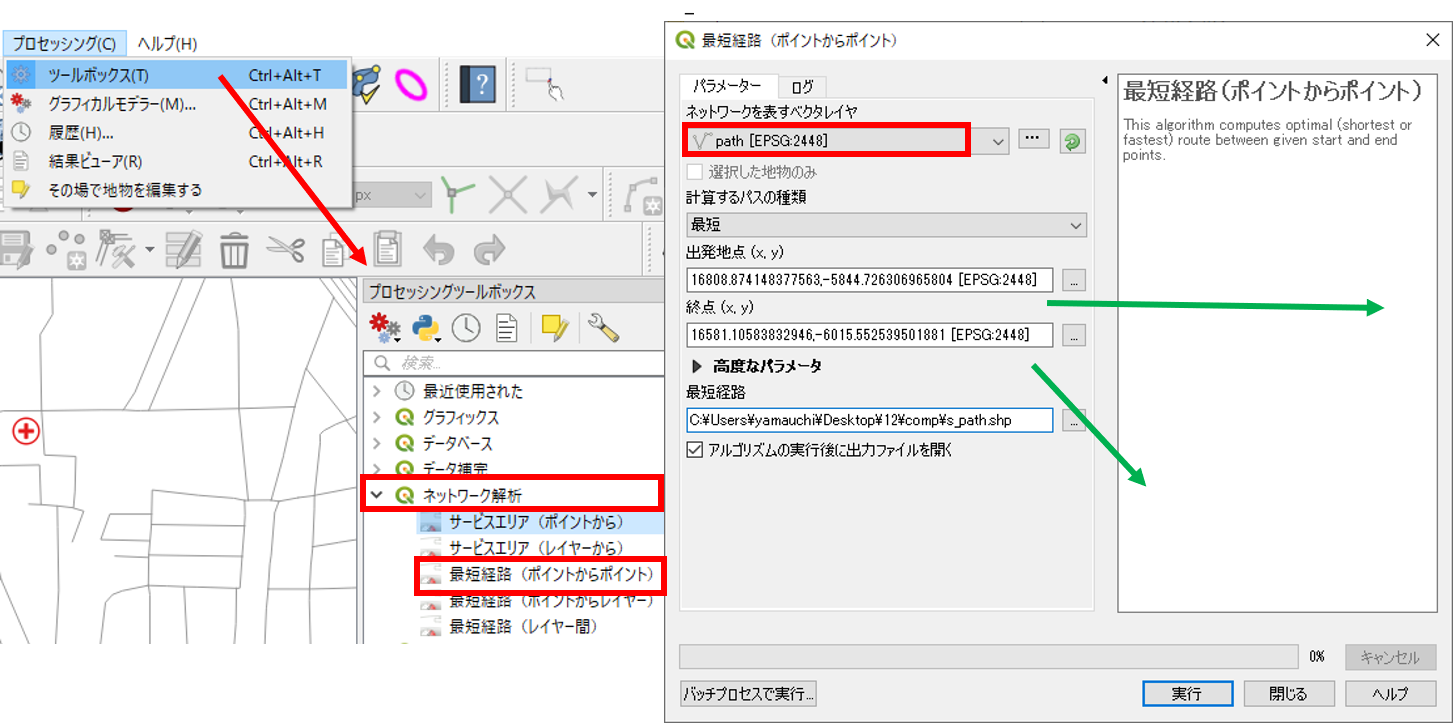 プロセッシング(C) ヘルプ(H)
ツールボックス(T) Ctrl+Alt+T
グラフィカルモデラー(M)... Ctrl+Alt+M
履歴(H)... Ctrl+Alt+H
結果ビューア(R) Ctrl+Alt+R
その場で地物を編集する
px
プロセッシングツールボックス
検索...
最近使用された
グラフィックス
データベース
データ補完
ネットワーク解析
サービスエリア（ポイントから）
サービスエリア（レイヤーから）
最短経路（ポイントからポイント）
最短経路（ポイントからレイヤー）
最短経路（レイヤー間）
最短経路（ポイントからポイント）
パラメーター ログ
ネットワークを表すベクタレイヤ
path [EPSG:2448]
...
選択した地物のみ
計算するパスの種類
最短
出発地点 (x, y)
16808.874148377563,-5844.726306965804 [EPSG:2448]
...
終点 (x, y)
16581.10583832946,-6015.552539501881 [EPSG:2448]
...
高度なパラメータ
最短経路
C:¥Users¥yamauchi¥Desktop¥12¥comp¥s_path.shp
...
アルゴリズムの実行後に出力ファイルを開く
最短経路（ポイントからポイント）
This algorithm computes optimal (shortest or
fastest) route between given start and end
points.
0%
キャンセル
バッチプロセスで実行...
実行
閉じる
ヘルプ